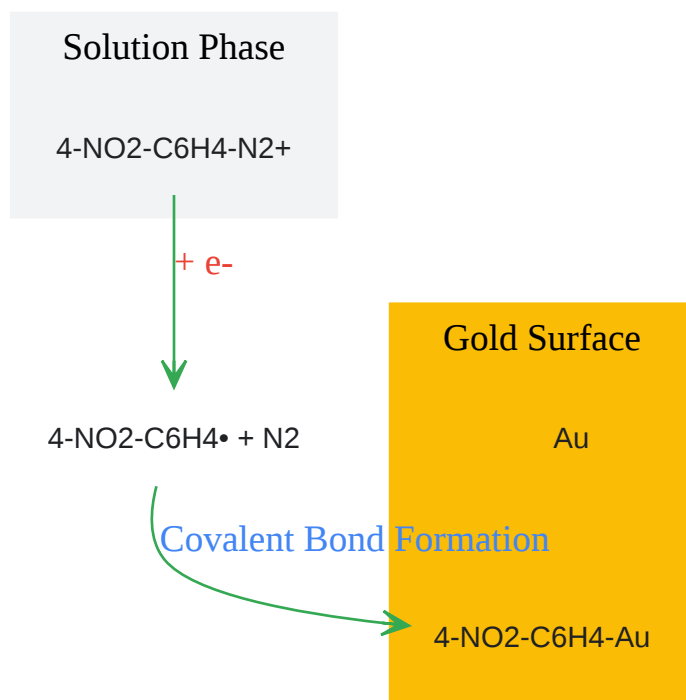 Solution Phase
4-NO2-C6H4-N2+
+ e-
Gold Surface
4-NO2-C6H4• + N2
Au
Covalent Bond Formation
4-NO2-C6H4-Au